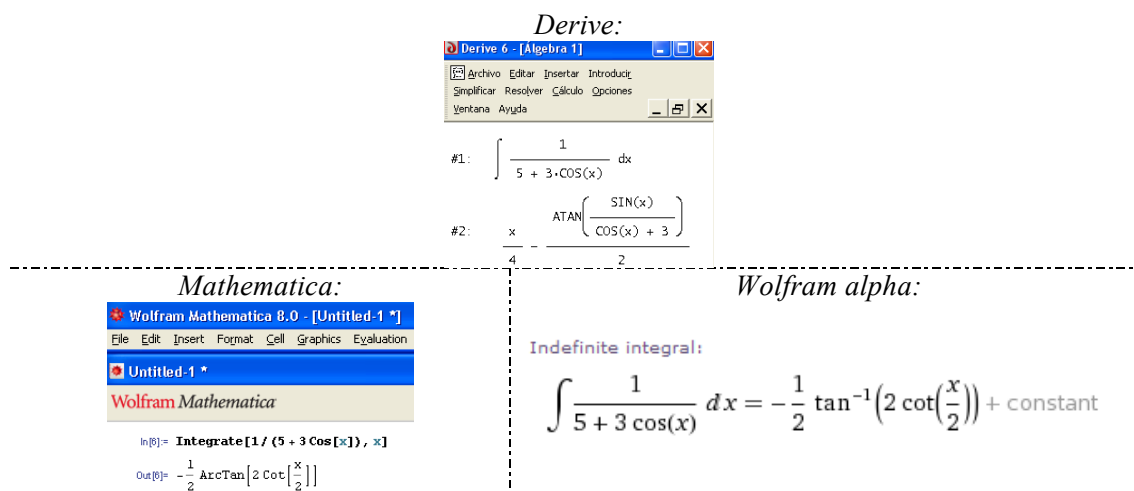 Derive:
Derive 6 - [Álgebra 1]
Archivo Editar Insertar Introducir
Simplificar Resolver Cálculo Opciones
Ventana Ayuda
#1: ∫ 1/(5 + 3·COS(x)) dx
#2: x/4 - ATAN(SIN(x)/(COS(x) + 3))/2
Mathematica:
Wolfram Mathematica 8.0 - [Untitled-1 *]
File Edit Insert Format Cell Graphics Evaluation
Untitled-1 *
Wolfram Mathematica
In[6]:= Integrate[1/(5 + 3 Cos[x]), x]
Out[6]= -1/2 ArcTan[2 Cot[x/2]]
Wolfram alpha:
Indefinite integral:
∫ 1/(5 + 3 cos(x)) dx = -1/2 tan⁻¹(2 cot(x/2)) + constant